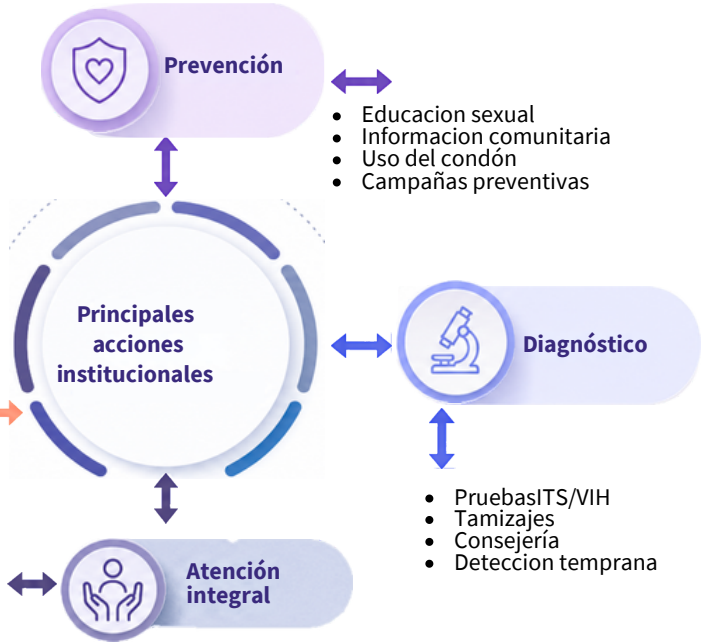 Prevención
• Educacion sexual
• Informacion comunitaria
• Uso del condón
• Campañas preventivas
Principales
acciones
institucionales
Diagnóstico
• PruebasITS/VIH
• Tamizajes
• Consejería
• Deteccion temprana
Atención
integral